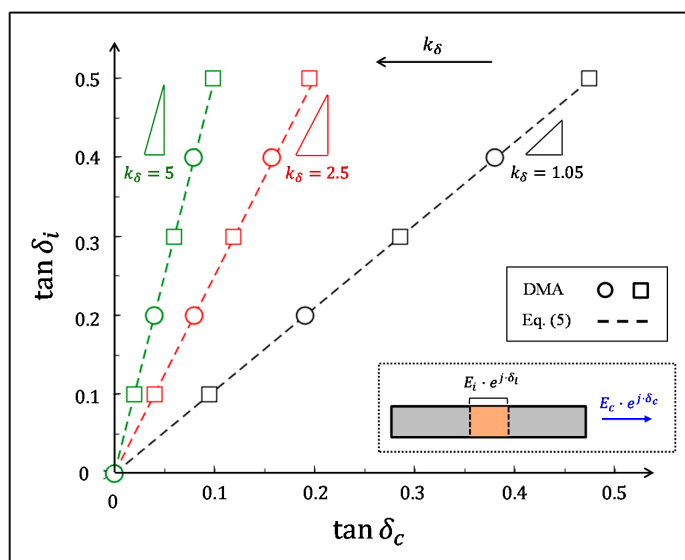 k_δ
0.5
0.4
0.3
0.2
0.1
0
tan δ_i
k_δ = 5
k_δ = 2.5
k_δ = 1.05
DMA
Eq. (5)
E_i · e^{j·δ_i}
E_c · e^{j·δ_c}
0
0.1
0.2
0.3
0.4
0.5
tan δ_c